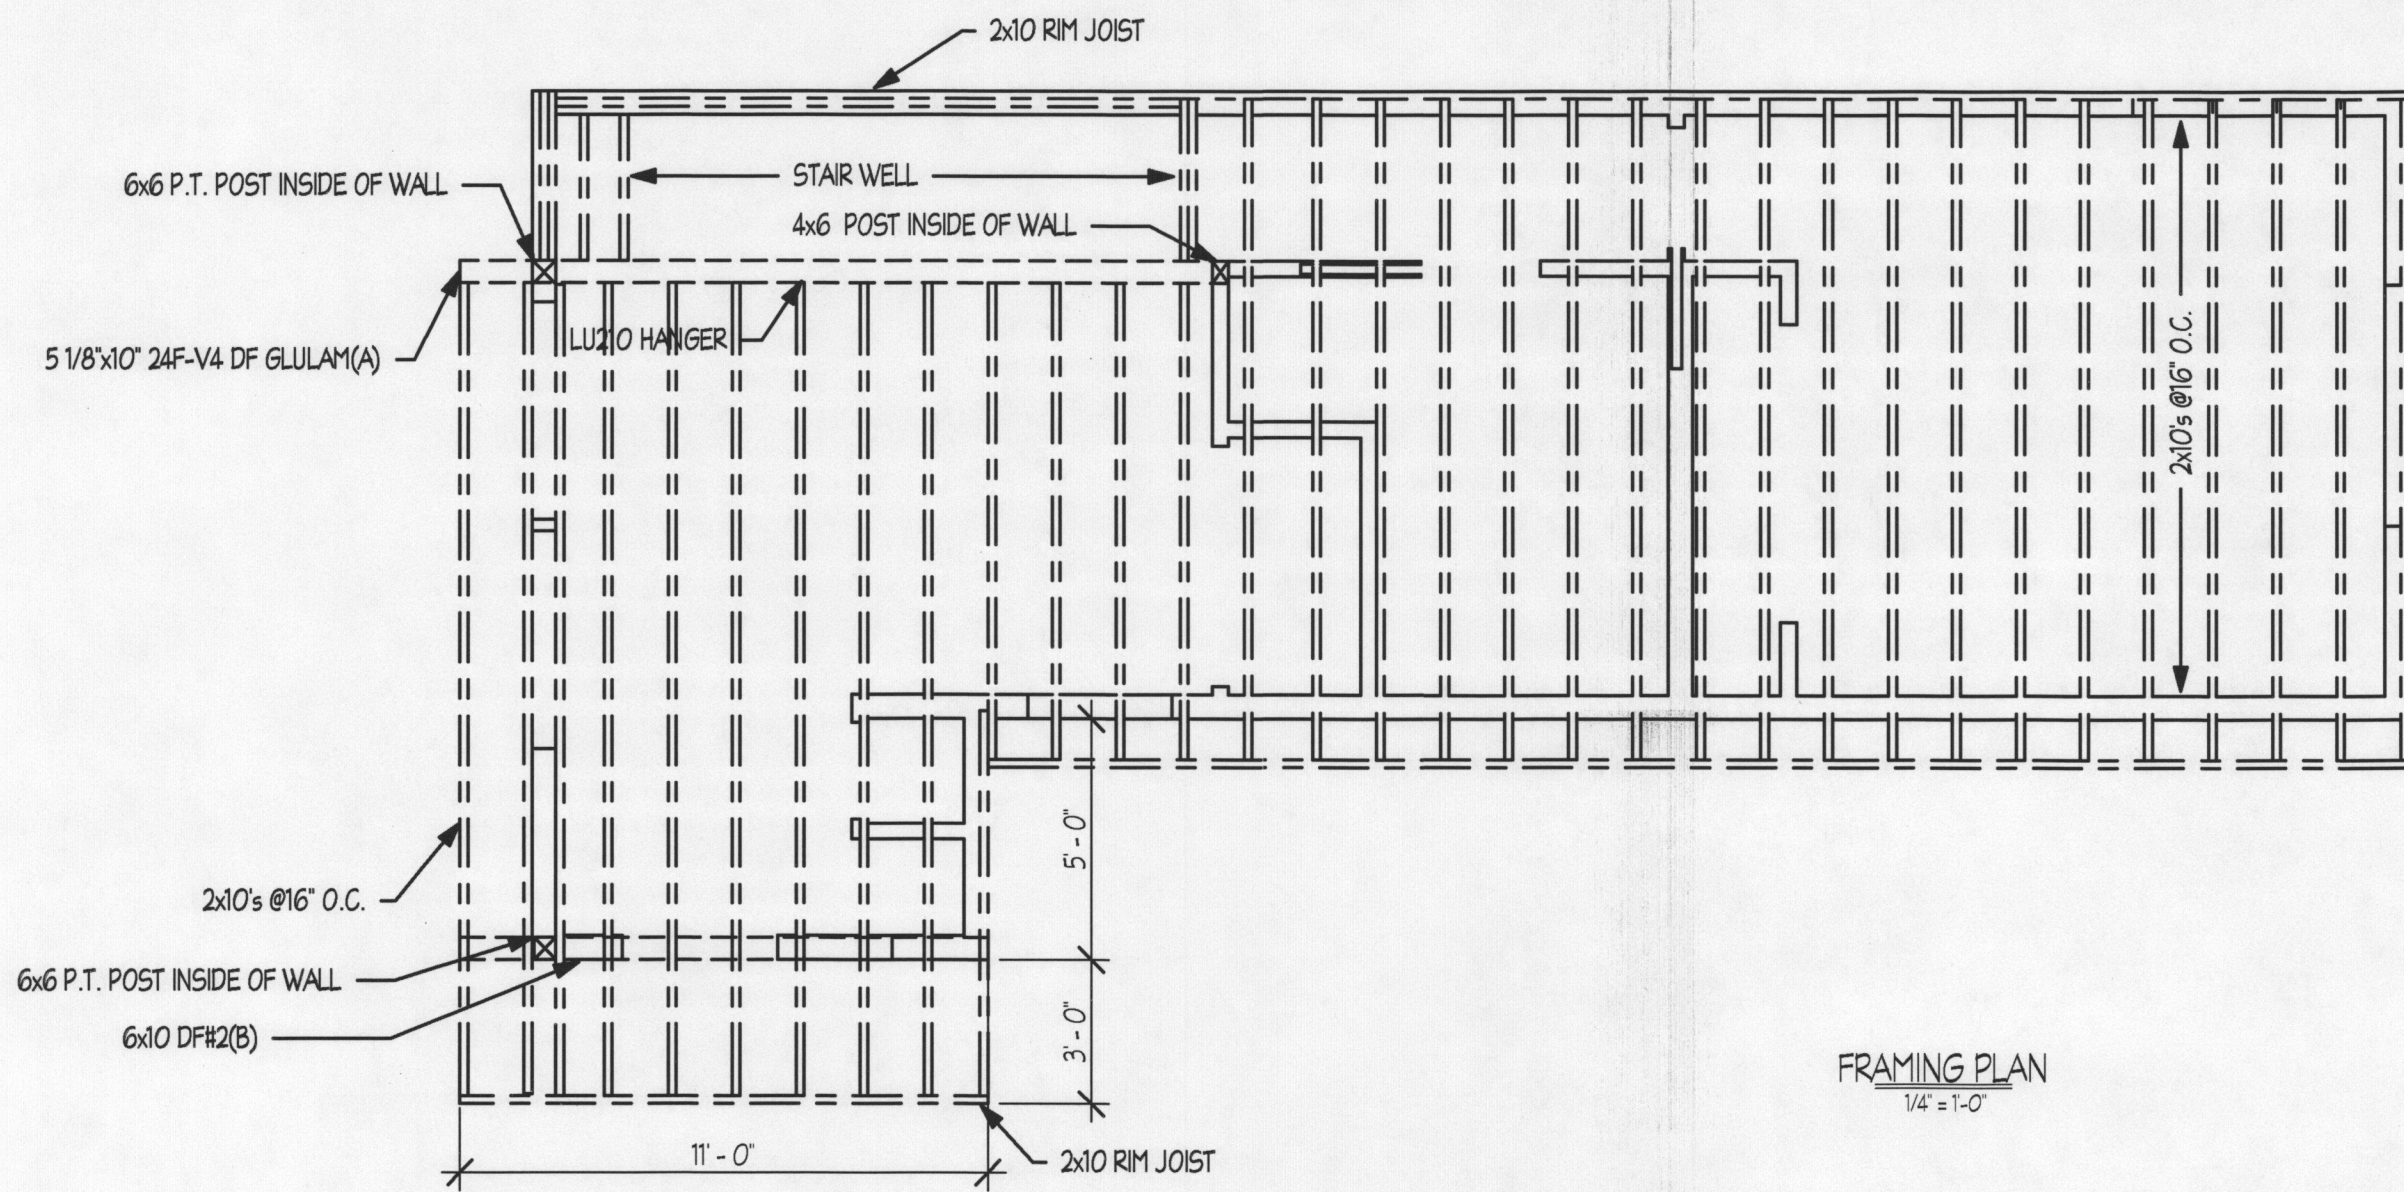 2x10 RIM JOIST
6x6 P.T. POST INSIDE OF WALL
STAIR WELL
4x6 POST INSIDE OF WALL
LU210 HANGER
5 1/8"x10" 24F-V4 DF GLULAM(A)
2x10's @16" O.C.
5' - 0"
2x10's @16" O.C.
6x6 P.T. POST INSIDE OF WALL
6x10 DF#2(B)
3' - 0"
FRAMING PLAN
1/4" = 1'-0"
11' - 0"
2x10 RIM JOIST